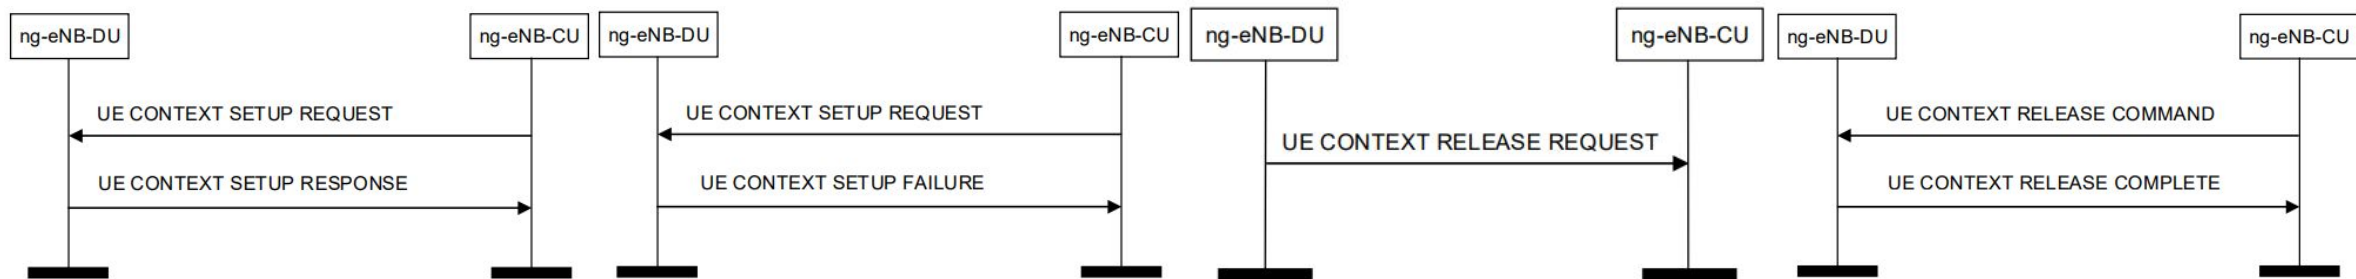 ng-eNB-DU
ng-eNB-CU
UE CONTEXT SETUP REQUEST
UE CONTEXT SETUP RESPONSE
ng-eNB-DU
ng-eNB-CU
UE CONTEXT SETUP REQUEST
UE CONTEXT SETUP FAILURE
ng-eNB-DU
ng-eNB-CU
UE CONTEXT RELEASE REQUEST
ng-eNB-DU
ng-eNB-CU
UE CONTEXT RELEASE COMMAND
UE CONTEXT RELEASE COMPLETE